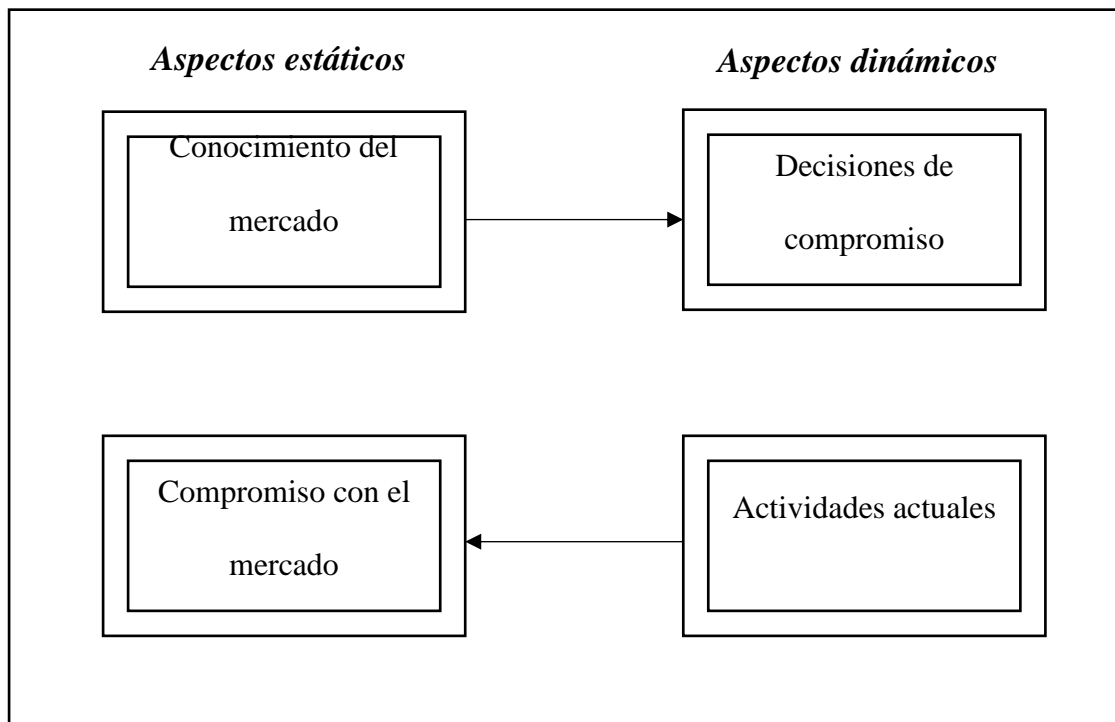 Aspectos estáticos
Aspectos dinámicos
Conocimiento del
mercado
Decisiones de
compromiso
Compromiso con el
mercado
Actividades actuales